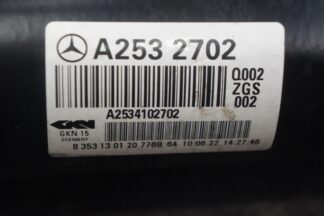 A253 2702
Q002
ZGS
002
A2534102702
GKN
GKN 15
GERMANY
8 353 13 01 20 776B 64 10.06.22 14:27:48